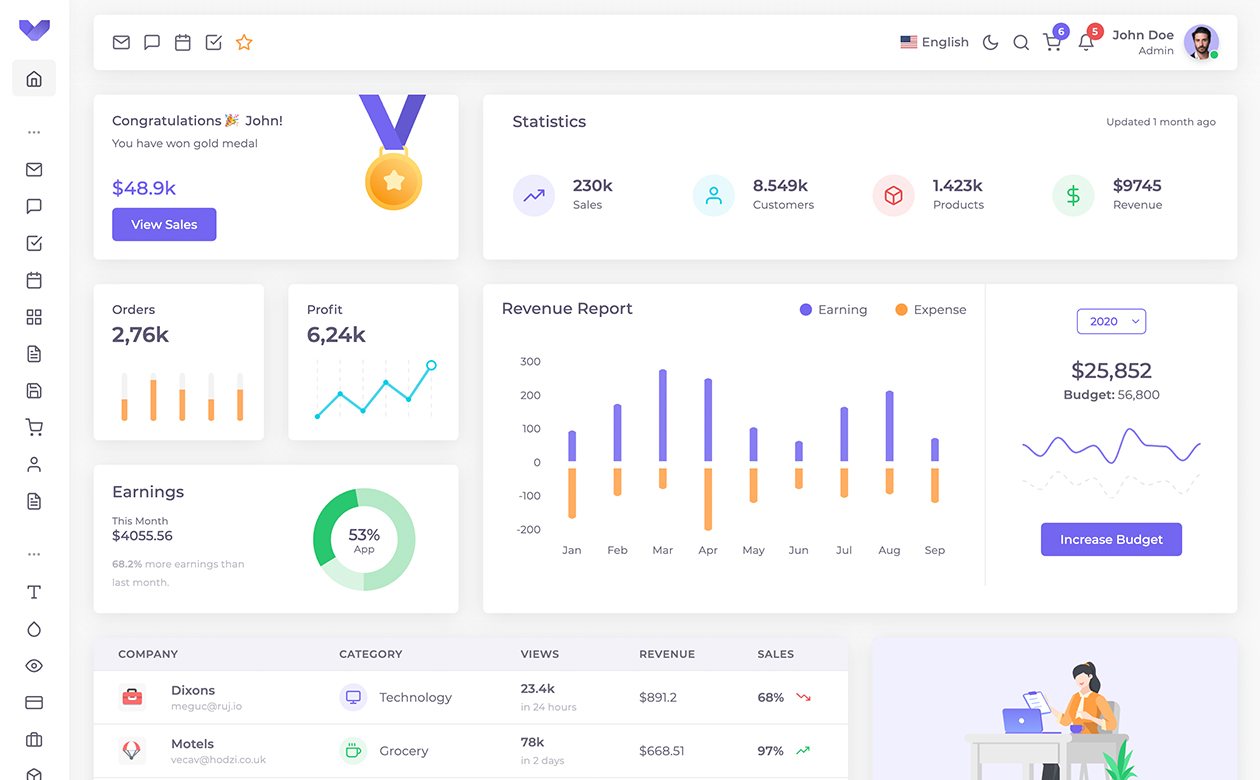 English
6
5
John Doe
Admin
Congratulations 🎉 John!
You have won gold medal
$48.9k
View Sales
Statistics
Updated 1 month ago
230k
Sales
8.549k
Customers
1.423k
Products
$9745
Revenue
Orders
2,76k
Profit
6,24k
Revenue Report
Earning
Expense
300
200
100
0
-100
-200
Jan Feb Mar Apr May Jun Jul Aug Sep
2020
$25,852
Budget: 56,800
Increase Budget
Earnings
This Month
$4055.56
68.2% more earnings than
last month.
53%
App
COMPANY CATEGORY VIEWS REVENUE SALES
Dixons
meguc@ruj.io
Technology
23.4k
in 24 hours
$891.2
68%
Motels
vecav@hodzi.co.uk
Grocery
78k
in 2 days
$668.51
97%